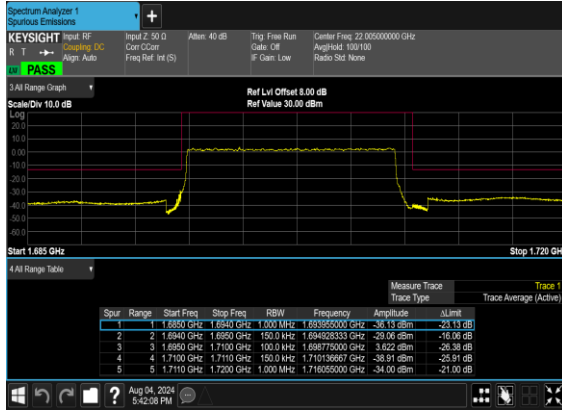 Spectrum Analyzer 1
Spurious Emissions
KEYSIGHT Input: RF Input Z: 50 Ω Atten: 40 dB Trig: Free Run Center Freq: 22.005000000 GHz
R T Coupling: DC Corr CCorr Gate: Off Avg|Hold: 100/100
Align: Auto Freq Ref: Int (S) IF Gain: Low Radio Std: None
PASS
3 All Range Graph
Ref Lvl Offset 8.00 dB
Scale/Div 10.0 dB Ref Value 30.00 dBm
Log
20.0
10.0
0.00
-10.0
-20.0
-30.0
-40.0
-50.0
-60.0
Start 1.685 GHz Stop 1.720 GH
4 All Range Table
Measure Trace Trace 1
Trace Type Trace Average (Active)
Spur Range Start Freq Stop Freq RBW Frequency Amplitude ΔLimit
1 1 1.6850 GHz 1.6940 GHz 1.000 MHz 1.693955000 GHz -36.13 dBm -23.13 dB
2 2 1.6940 GHz 1.6950 GHz 150.0 kHz 1.694928333 GHz -29.06 dBm -16.06 dB
3 3 1.6950 GHz 1.7100 GHz 100.0 kHz 1.698775000 GHz 3.622 dBm -26.38 dB
4 4 1.7100 GHz 1.7110 GHz 150.0 kHz 1.710136667 GHz -38.91 dBm -25.91 dB
5 5 1.7110 GHz 1.7200 GHz 1.000 MHz 1.716055000 GHz -34.00 dBm -21.00 dB
Aug 04, 2024
5:42:08 PM